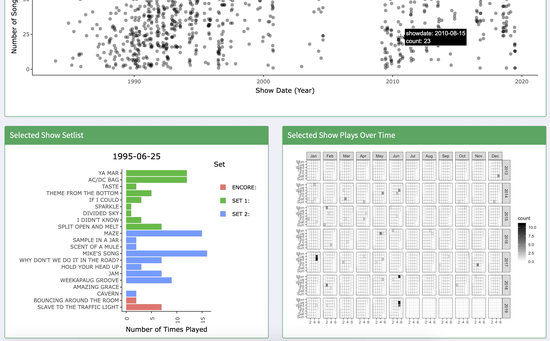 Number of Song
25
0
showdate: 2010-08-15
count: 23
1990
2000
2010
2020
Show Date (Year)
Selected Show Setlist
1995-06-25
YA MAR
AC/DC BAG
TASTE
THEME FROM THE BOTTOM
IF I COULD
SPARKLE
DIVIDED SKY
I DIDN'T KNOW
SPLIT OPEN AND MELT
MAZE
SAMPLE IN A JAR
SCENT OF A MULE
MIKE'S SONG
WHY DON'T WE DO IT IN THE ROAD?
HOLD YOUR HEAD UP
JAM
WEEKAPAUG GROOVE
AMAZING GRACE
CAVERN
BOUNCING AROUND THE ROOM
SLAVE TO THE TRAFFIC LIGHT
0
5
10
15
Number of Times Played
Set
ENCORE:
SET 1:
SET 2:
Selected Show Plays Over Time
Jan Feb Mar Apr May Jun Jul Aug Sep Oct Nov Dec
2013
2014
2015
2016
2017
2018
2019
count
10.0
7.5
5.0
2.5
0.0